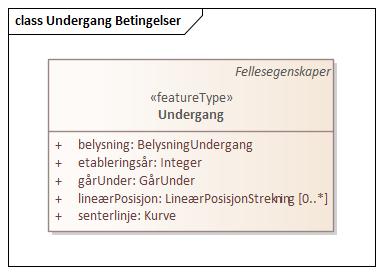 class Undergang Betingelser
Fellesegenskaper
«featureType»
Undergang
+ belysning: BelysningUndergang
+ etableringsår: Integer
+ gårUnder: GårUnder
+ lineærPosisjon: LineærPosisjonStrekning [0..*]
+ senterlinje: Kurve